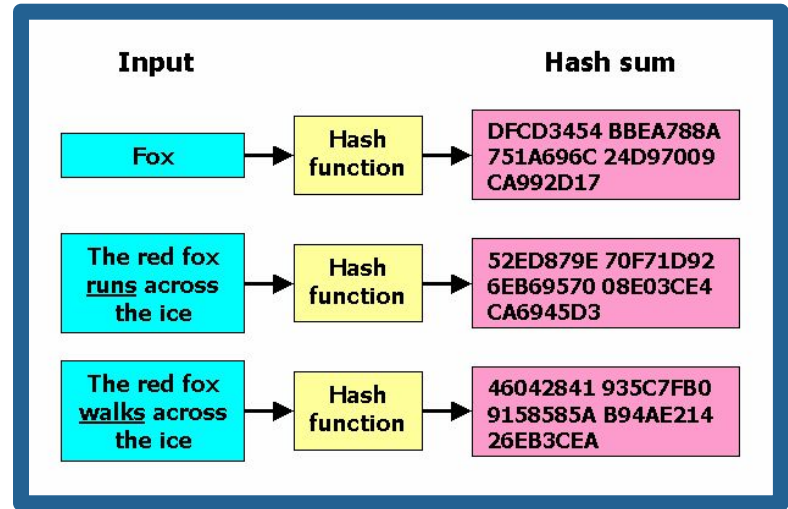 Input
Hash sum
Fox
Hash
function
DFCD3454 BBEA788A
751A696C 24D97009
CA992D17
The red fox
runs across
the ice
Hash
function
52ED879E 70F71D92
6EB69570 08E03CE4
CA6945D3
The red fox
walks across
the ice
Hash
function
46042841 935C7FB0
9158585A B94AE214
26EB3CEA